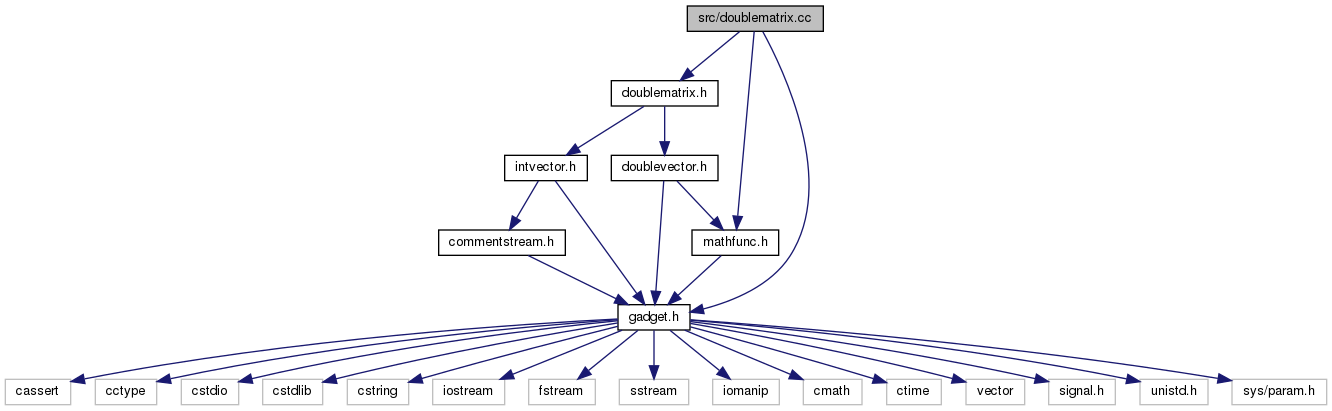 src/doublematrix.cc
doublematrix.h
intvector.h
doublevector.h
commentstream.h
mathfunc.h
gadget.h
cassert
cctype
cstdio
cstdlib
cstring
iostream
fstream
sstream
iomanip
cmath
ctime
vector
signal.h
unistd.h
sys/param.h